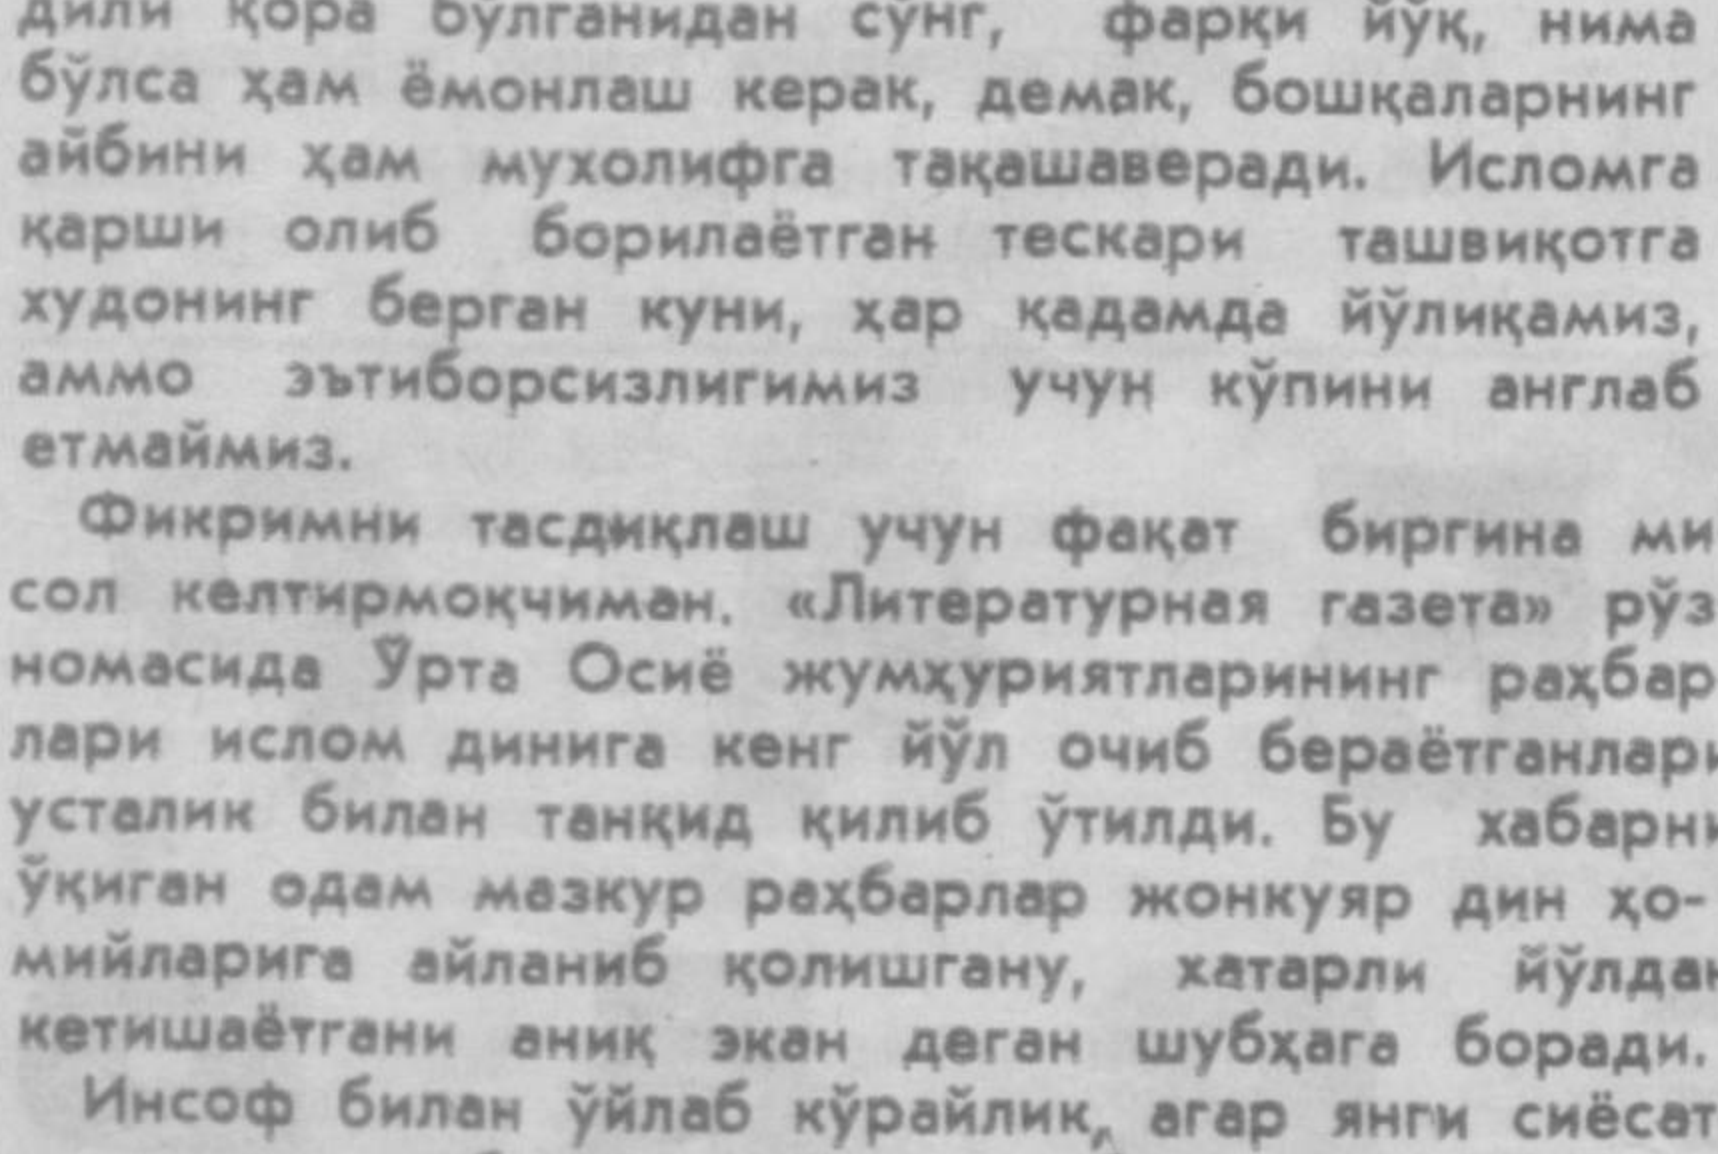 дили қора бўлганидан сўнг, фарқи йўқ, нима
бўлса ҳам ёмонлаш керак, демак, бошқаларнинг
айбини ҳам мухолифга тақашаверади. Исломга
қарши олиб борилаётган тескари ташвиқотга
худонинг берган куни, ҳар қадамда йўлиқамиз,
аммо эътиборсизлигимиз учун кўпини англаб
етмаймиз.
Фикримни тасдиқлаш учун фақат биргина ми
сол келтирмоқчиман. «Литературная газета» рўз
номасида Ўрта Осиё жумҳуриятларининг раҳбар
лари ислом динига кенг йўл очиб бераётганлари
усталик билан танқид қилиб ўтилди. Бу хабарни
ўқиган одам мазкур раҳбарлар жонкуяр дин ҳо-
мийларига айланиб қолишгану, хатарли йўлдан
кетишаётгани аниқ экан деган шубҳага боради.
Инсоф билан ўйлаб кўрайлик, агар янги сиёсат